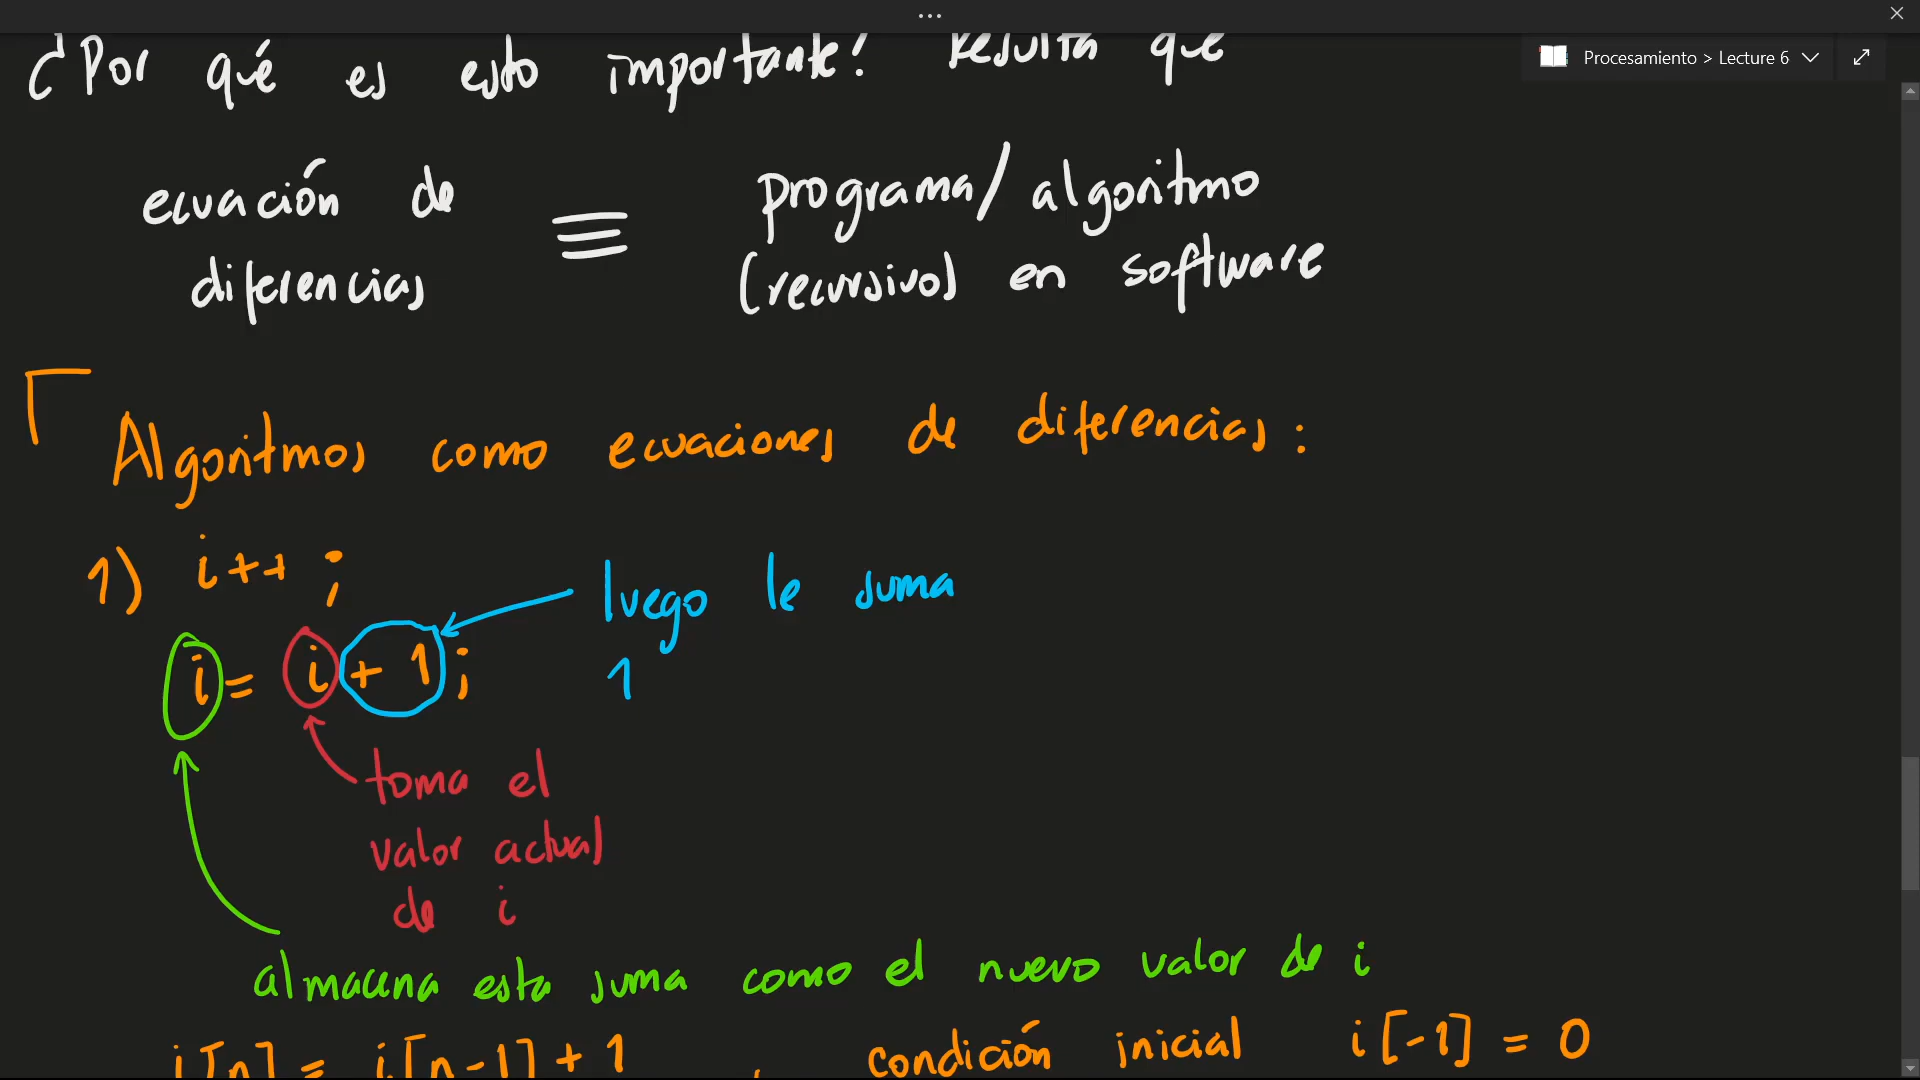 Procesamiento > Lecture 6
¿Por qué es esto importante? Resulta que
ecuación de
diferencias
≡
programa/algoritmo
(recursivo) en software
Algoritmos como ecuaciones de diferencias:
1) i++;
i = i + 1;
luego le suma
1
toma el
valor actual
de i
almacena esta suma como el nuevo valor de i
i[n] = i[n-1] + 1 , condición inicial i[-1] = 0